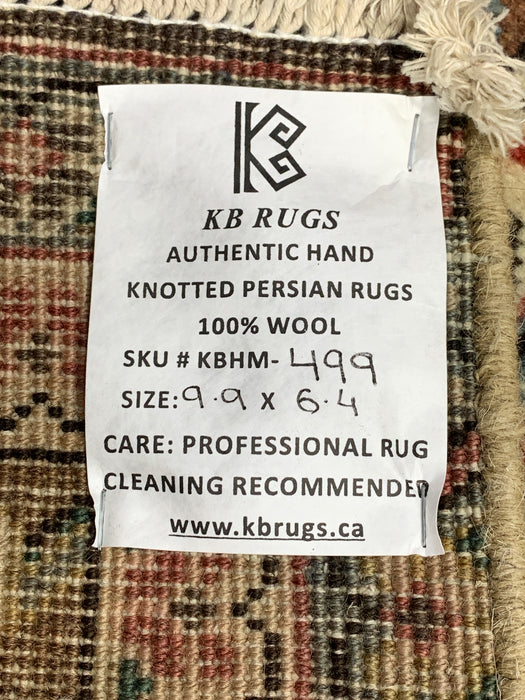 KB RUGS
AUTHENTIC HAND
KNOTTED PERSIAN RUGS
100% WOOL
SKU # KBHM-499
SIZE: 9.9 X 6.4
CARE: PROFESSIONAL RUG
CLEANING RECOMMENDED
www.kbrugs.ca